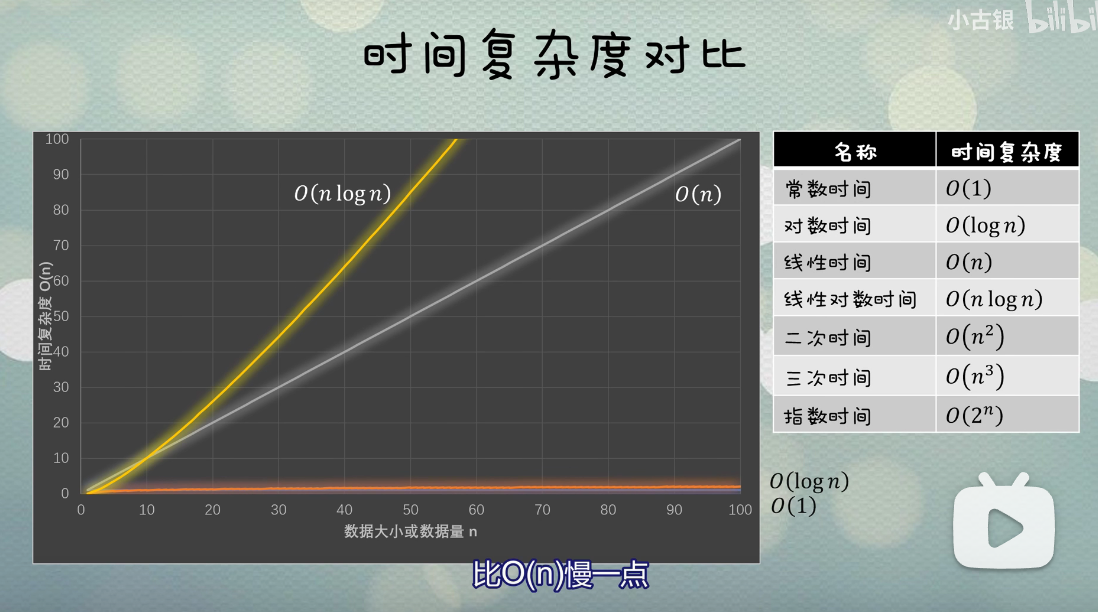 小古银 bilibili
时间复杂度对比
100
90
80
70
60
50
40
30
20
10
0
时间复杂度 O(n)
O(n log n)
O(n)
0 10 20 30 40 50 60 70 80 90 100
数据大小或数据量 n
名称 时间复杂度
常数时间 O(1)
对数时间 O(log n)
线性时间 O(n)
线性对数时间 O(n log n)
二次时间 O(n²)
三次时间 O(n³)
指数时间 O(2ⁿ)
O(log n)
O(1)
比O(n)慢一点